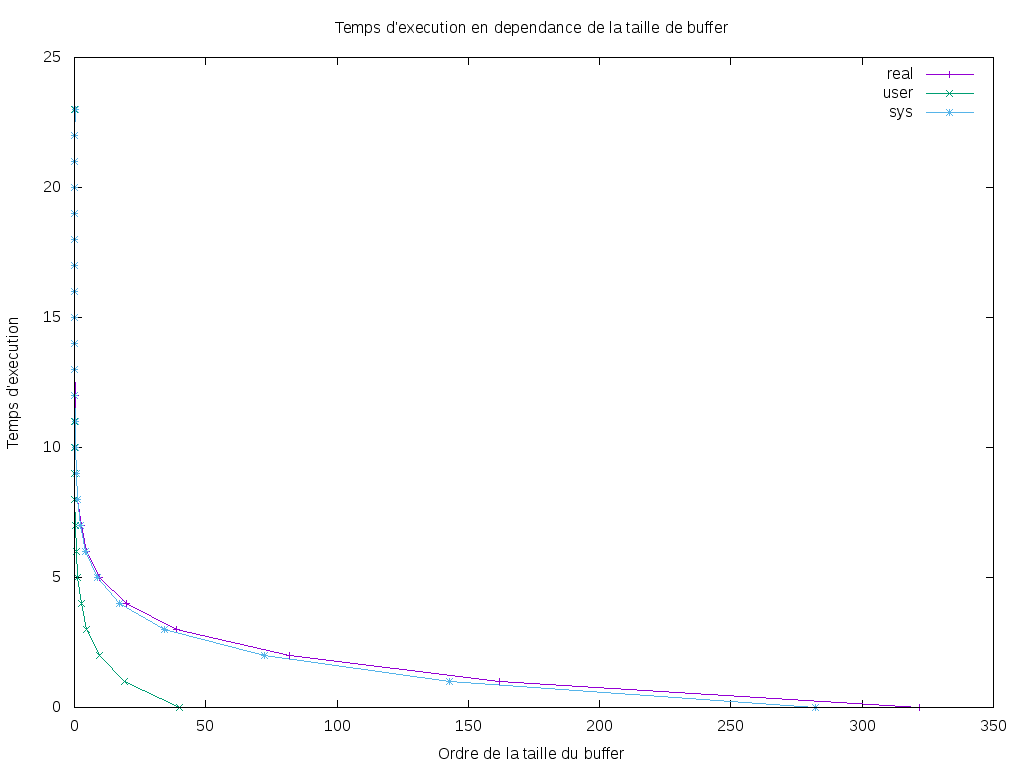 Temps d'execution en dependance de la taille de buffer
real
user
sys
Temps d'execution
25
20
15
10
5
0
0 50 100 150 200 250 300 350
Ordre de la taille du buffer